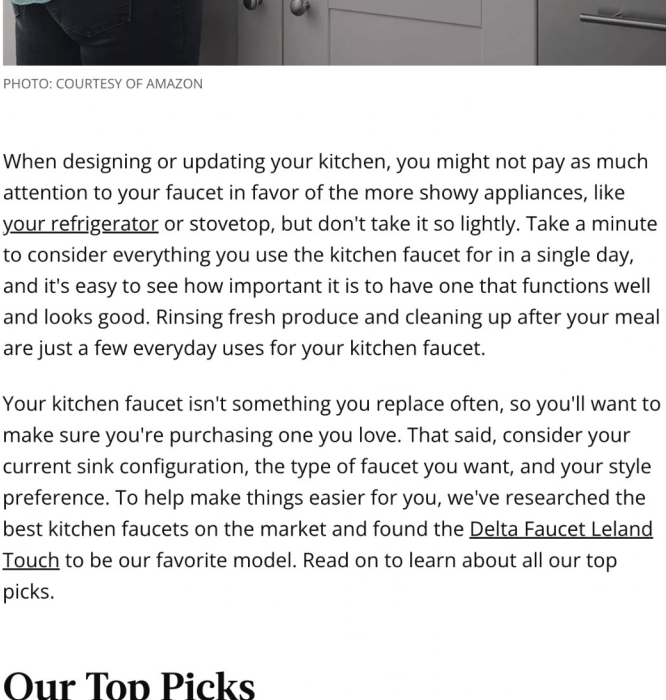 PHOTO: COURTESY OF AMAZON
When designing or updating your kitchen, you might not pay as much
attention to your faucet in favor of the more showy appliances, like
your refrigerator or stovetop, but don't take it so lightly. Take a minute
to consider everything you use the kitchen faucet for in a single day,
and it's easy to see how important it is to have one that functions well
and looks good. Rinsing fresh produce and cleaning up after your meal
are just a few everyday uses for your kitchen faucet.
Your kitchen faucet isn't something you replace often, so you'll want to
make sure you're purchasing one you love. That said, consider your
current sink configuration, the type of faucet you want, and your style
preference. To help make things easier for you, we've researched the
best kitchen faucets on the market and found the Delta Faucet Leland
Touch to be our favorite model. Read on to learn about all our top
picks.
Our Top Picks